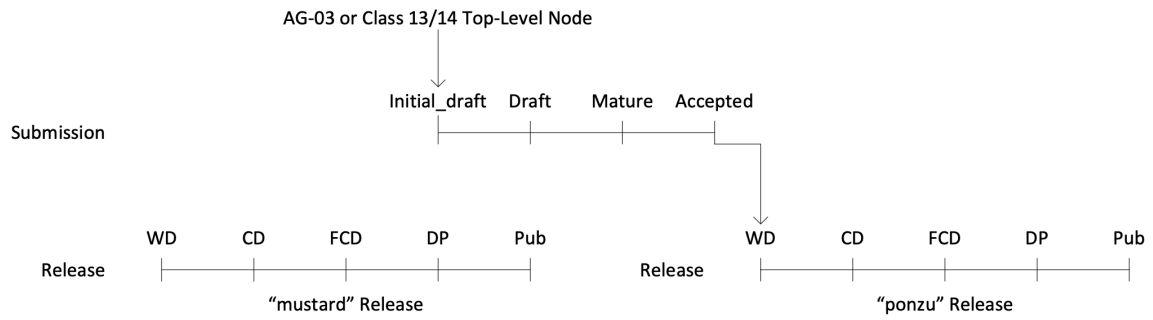 AG-03 or Class 13/14 Top-Level Node
Initial_draft Draft Mature Accepted
Submission
WD CD FCD DP Pub WD CD FCD DP Pub
Release Release
“mustard” Release “ponzu” Release